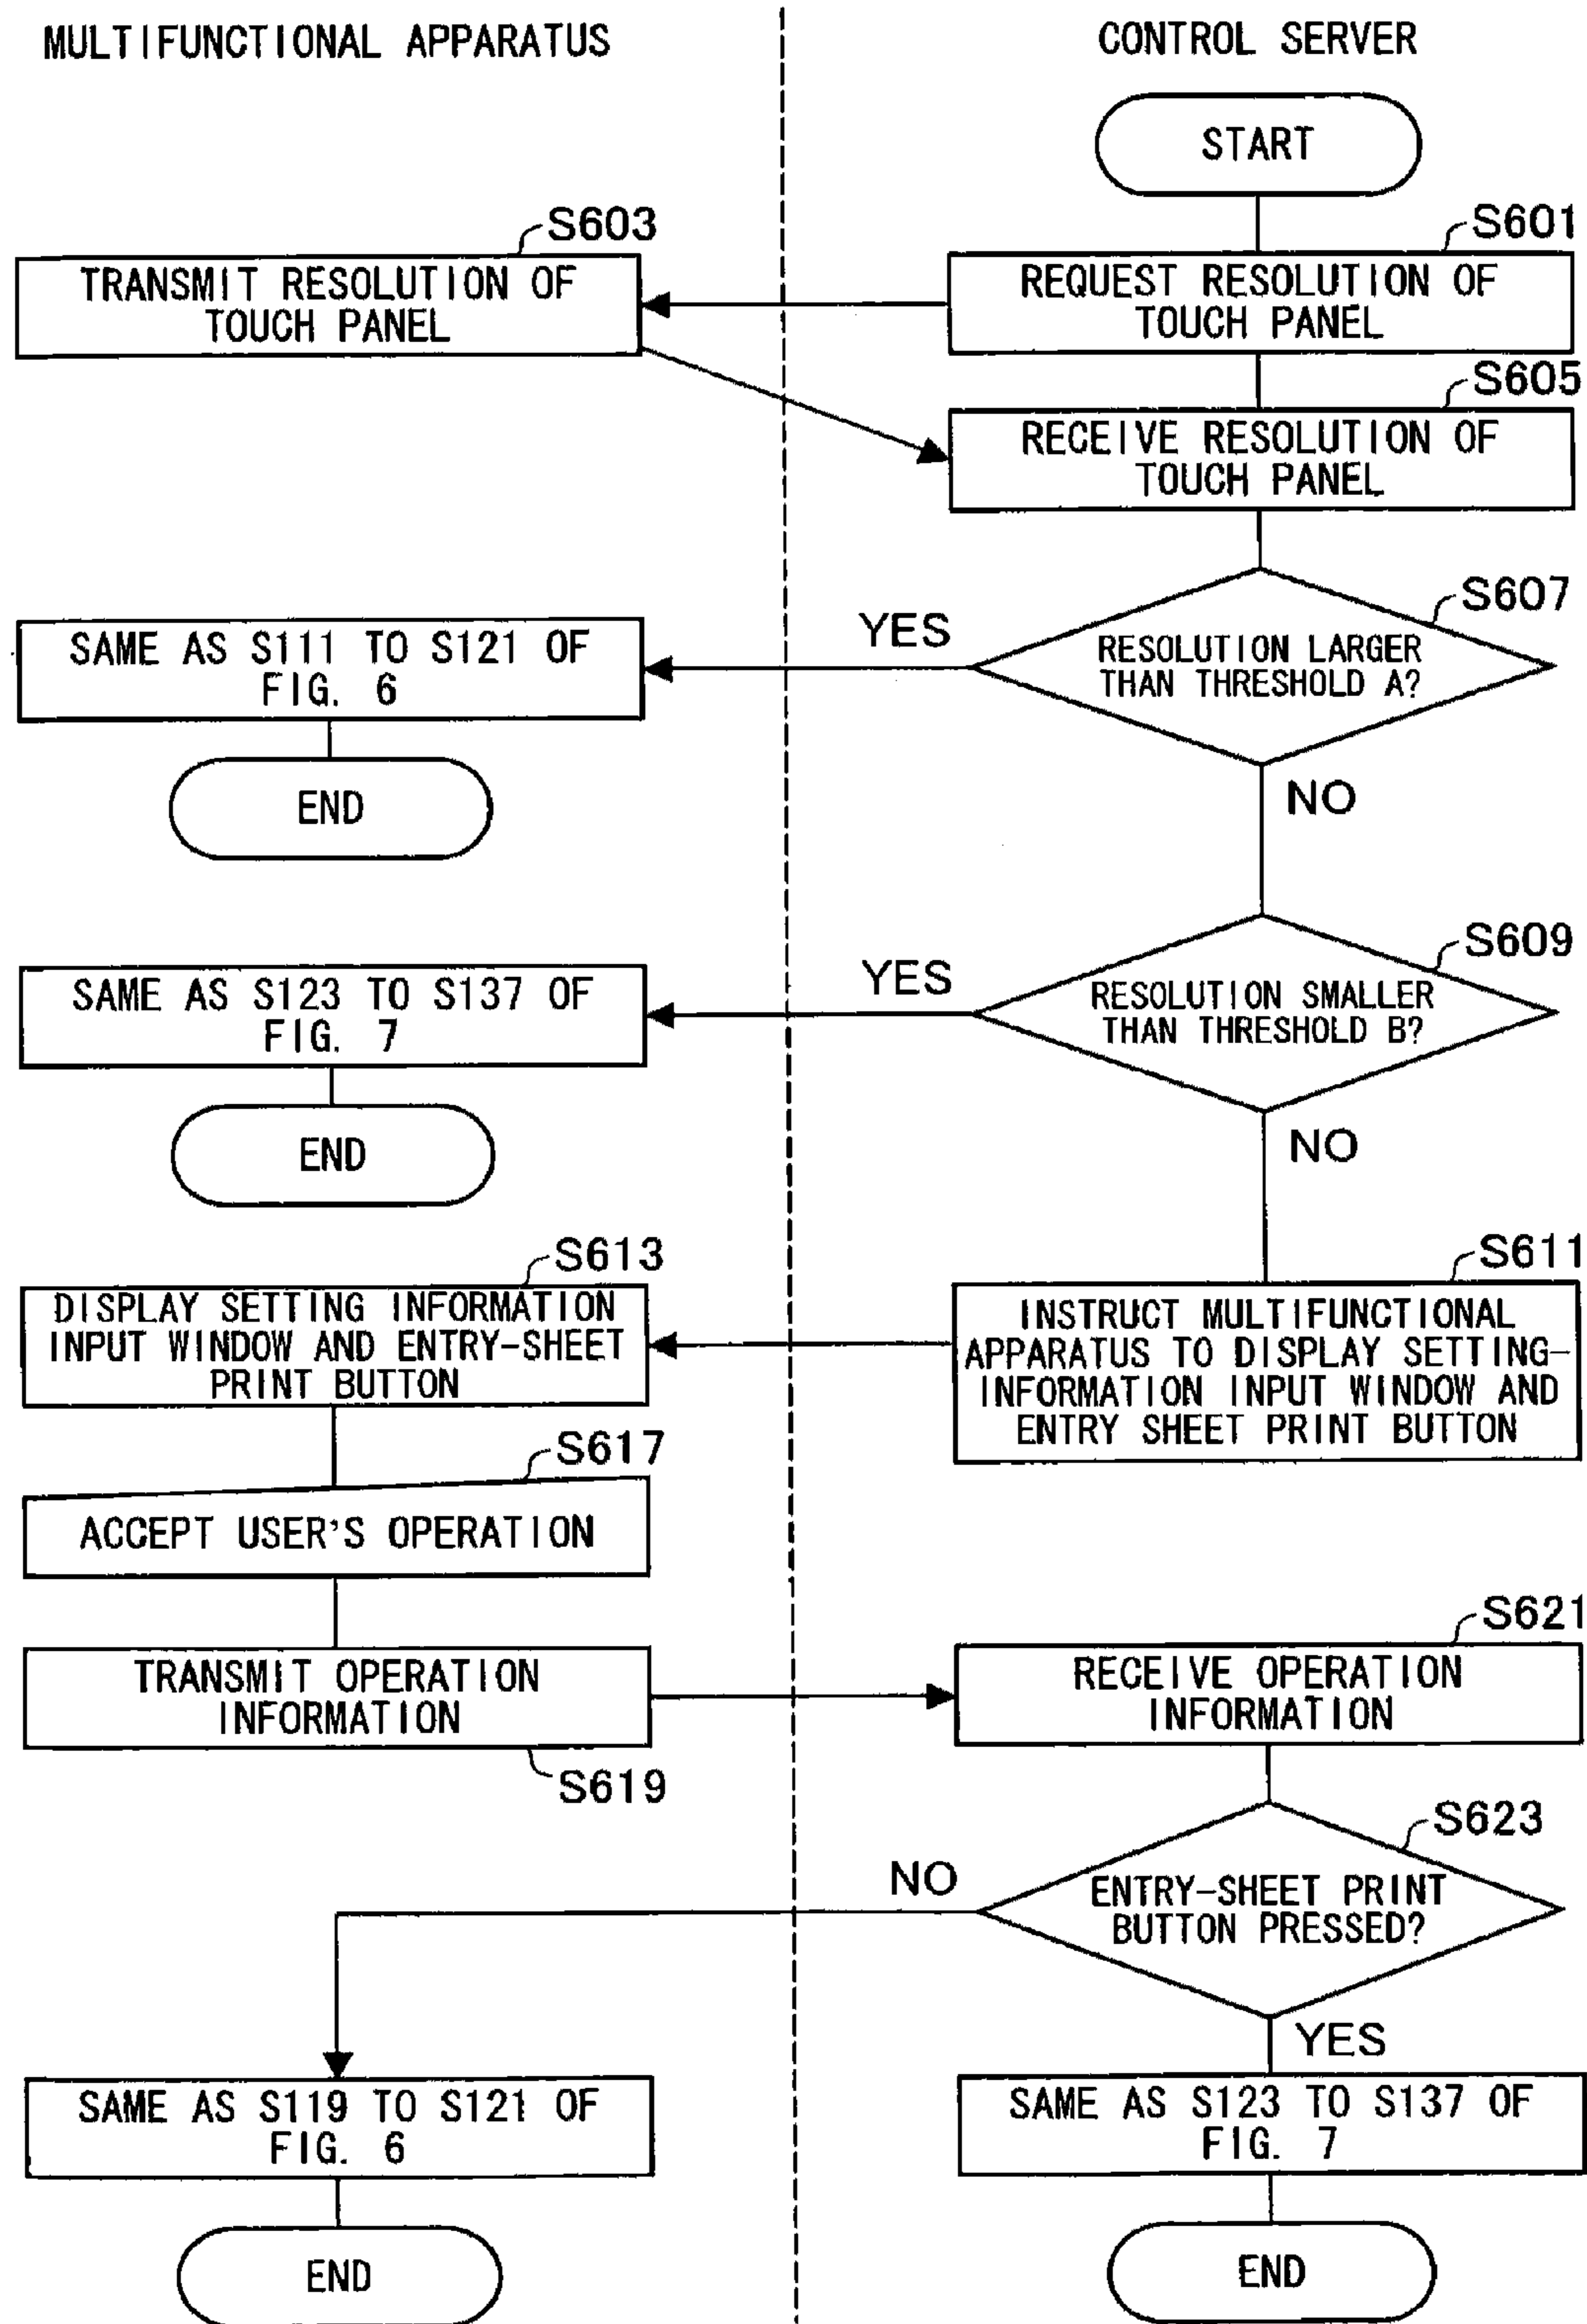 MULTIFUNCTIONAL APPARATUS
CONTROL SERVER
START
S601
REQUEST RESOLUTION OF
TOUCH PANEL
S603
TRANSMIT RESOLUTION OF
TOUCH PANEL
S605
RECEIVE RESOLUTION OF
TOUCH PANEL
S607
RESOLUTION LARGER
THAN THRESHOLD A?
YES
SAME AS S111 TO S121 OF
FIG. 6
END
NO
S609
RESOLUTION SMALLER
THAN THRESHOLD B?
YES
SAME AS S123 TO S137 OF
FIG. 7
END
NO
S611
INSTRUCT MULTIFUNCTIONAL
APPARATUS TO DISPLAY SETTING-
INFORMATION INPUT WINDOW AND
ENTRY SHEET PRINT BUTTON
S613
DISPLAY SETTING INFORMATION
INPUT WINDOW AND ENTRY-SHEET
PRINT BUTTON
S617
ACCEPT USER'S OPERATION
TRANSMIT OPERATION
INFORMATION
S619
S621
RECEIVE OPERATION
INFORMATION
S623
ENTRY-SHEET PRINT
BUTTON PRESSED?
NO
YES
SAME AS S119 TO S121 OF
FIG. 6
END
SAME AS S123 TO S137 OF
FIG. 7
END